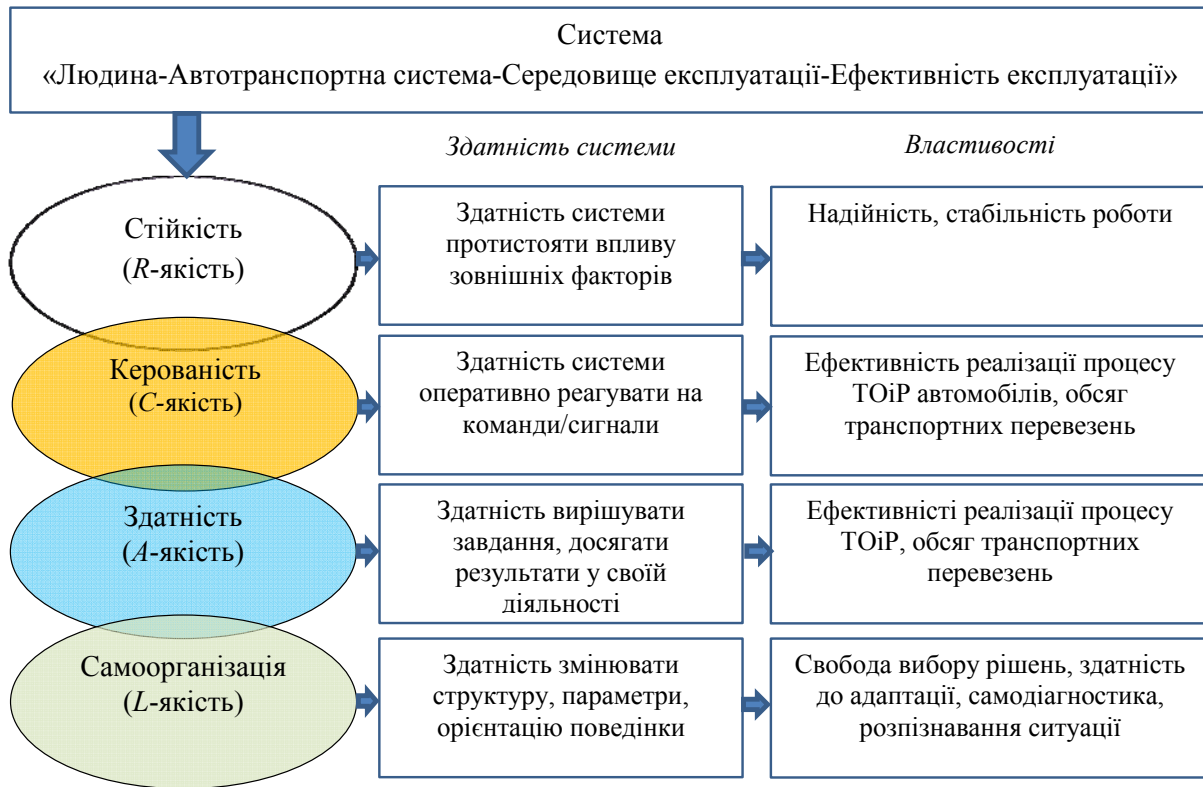 Система
«Людина-Автотранспортна система-Середовище експлуатації-Ефективність експлуатації»
Здатність системи
Властивості
Стійкість
(R-якість)
Здатність системи
протистояти впливу
зовнішніх факторів
Надійність, стабільність роботи
Керованість
(C-якість)
Здатність системи
оперативно реагувати на
команди/сигнали
Ефективність реалізації процесу
ТОіР автомобілів, обсяг
транспортних перевезень
Здатність
(A-якість)
Здатність вирішувати
завдання, досягати
результати у своїй
діяльності
Ефективності реалізації процесу
ТОіР, обсяг транспортних
перевезень
Самоорганізація
(L-якість)
Здатність змінювати
структуру, параметри,
орієнтацію поведінки
Свобода вибору рішень, здатність
до адаптації, самодіагностика,
розпізнавання ситуації